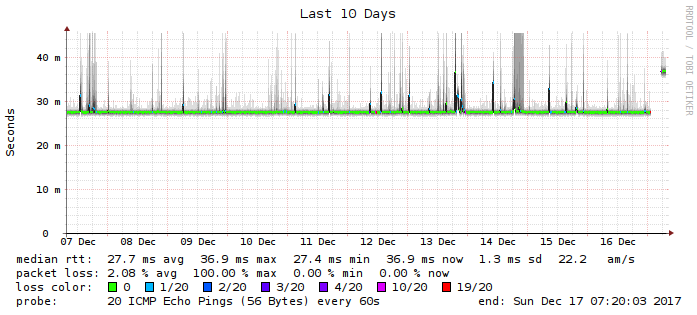 Last 10 Days
RRDTOOL / TOBI OETIKER
Seconds
40 m
30 m
20 m
10 m
0
07 Dec 08 Dec 09 Dec 10 Dec 11 Dec 12 Dec 13 Dec 14 Dec 15 Dec 16 Dec
median rtt: 27.7 ms avg 36.9 ms max 27.4 ms min 36.9 ms now 1.3 ms sd 22.2 am/s
packet loss: 2.08 % avg 100.00 % max 0.00 % min 0.00 % now
loss color: 0 1/20 2/20 3/20 4/20 10/20 19/20
probe: 20 ICMP Echo Pings (56 Bytes) every 60s end: Sun Dec 17 07:20:03 2017